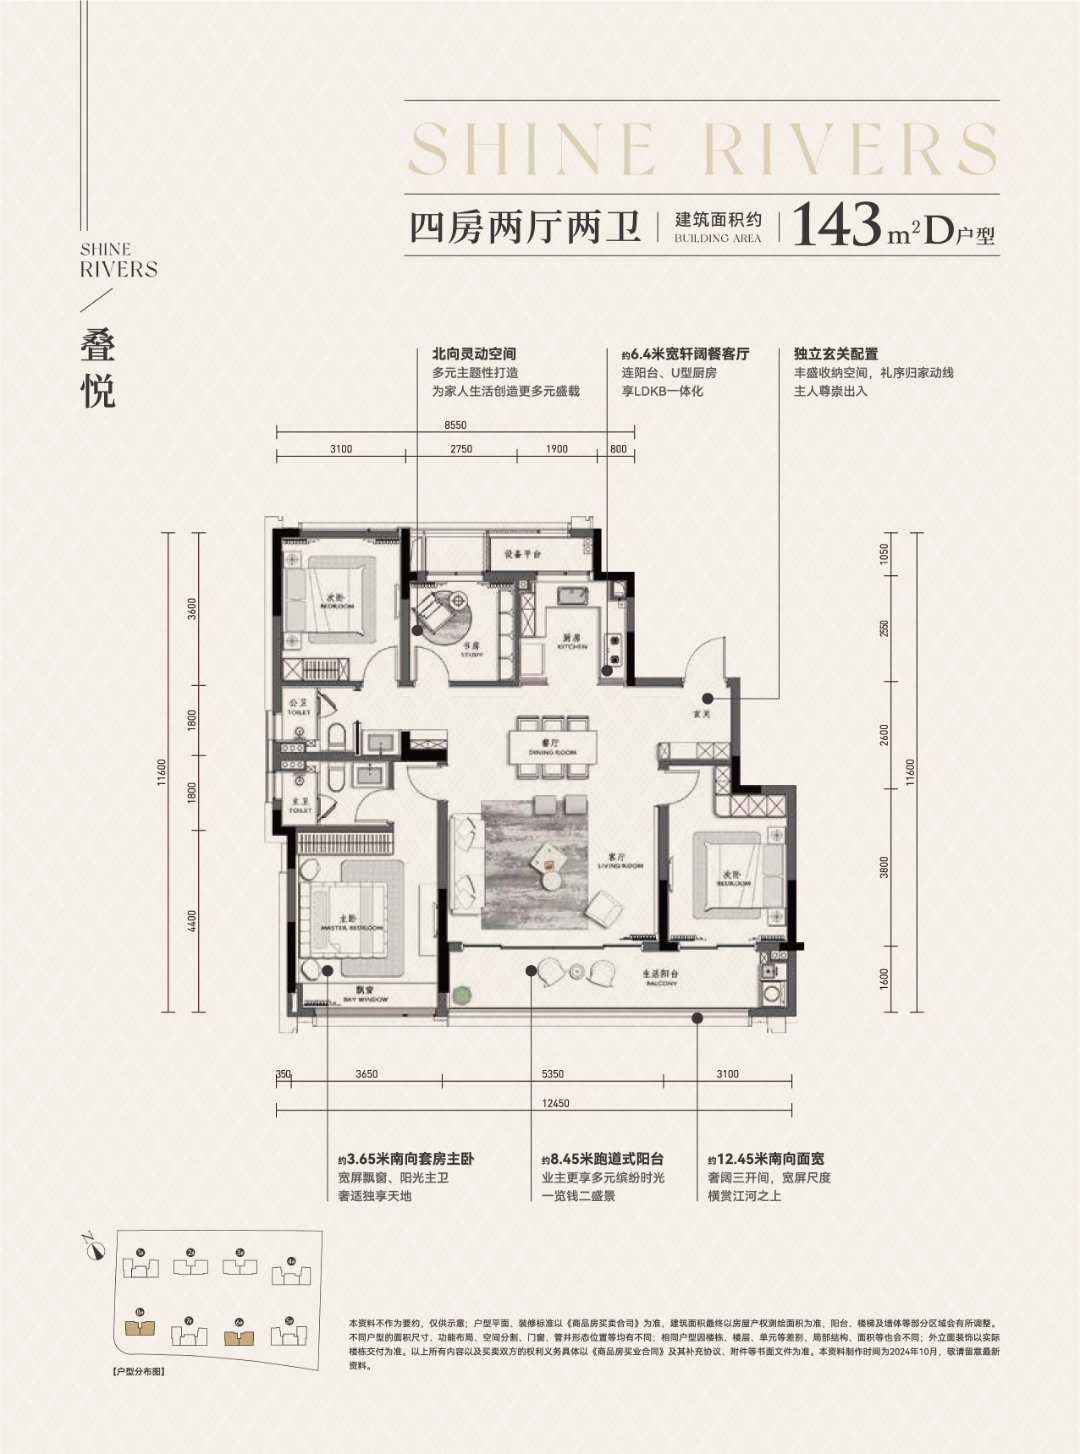 SHINE RIVERS
四房两厅两卫
建筑面积约
BUILDING AREA
143m²D户型
SHINE
RIVERS
叠悦
北向灵动空间
多元主题性打造
为家人生活创造更多元盛载
约6.4米宽轩阔餐客厅
连阳台、U型厨房
享LDKB一体化
独立玄关配置
丰盛收纳空间，礼序归家动线
主人尊崇出入
8550
3100
2750
1900
800
11600
3600
1800
1800
4400
1050
2550
2600
3800
1600
11600
设备平台
次卧
BEDROOM
书房
STUDY
厨房
KITCHEN
公卫
TOILET
玄关
餐厅
DINING ROOM
主卫
TOILET
客厅
LIVING ROOM
次卧
BEDROOM
主卧
MASTER BEDROOM
飘窗
BAY WINDOW
生活阳台
BALCONY
350
3650
5350
3100
12450
约3.65米南向套房主卧
宽屏飘窗、阳光主卫
奢适独享天地
约8.45米跑道式阳台
业主更享多元缤纷时光
一览钱二盛景
约12.45米南向面宽
奢阔三开间，宽屏尺度
横赏江河之上
N
1#
2#
3#
4#
8#
7#
6#
5#
【户型分布图】
本资料不作为要约，仅供示意；户型平面、装修标准以《商品房买卖合同》为准，建筑面积最终以房屋产权测绘面积为准，阳台、楼梯及墙体等部分区域会有所调整。
不同户型的面积尺寸、功能布局、空间分割、门窗、管井形态位置等均有不同；相同户型因楼栋、楼层、单元等差别、局部结构、面积等也会不同；外立面装饰以实际
楼栋交付为准。以上所有内容以及买卖双方的权利义务具体以《商品房买业合同》及其补充协议、附件等书面文件为准。本资料制作时间为2024年10月，敬请留意最新
资料。